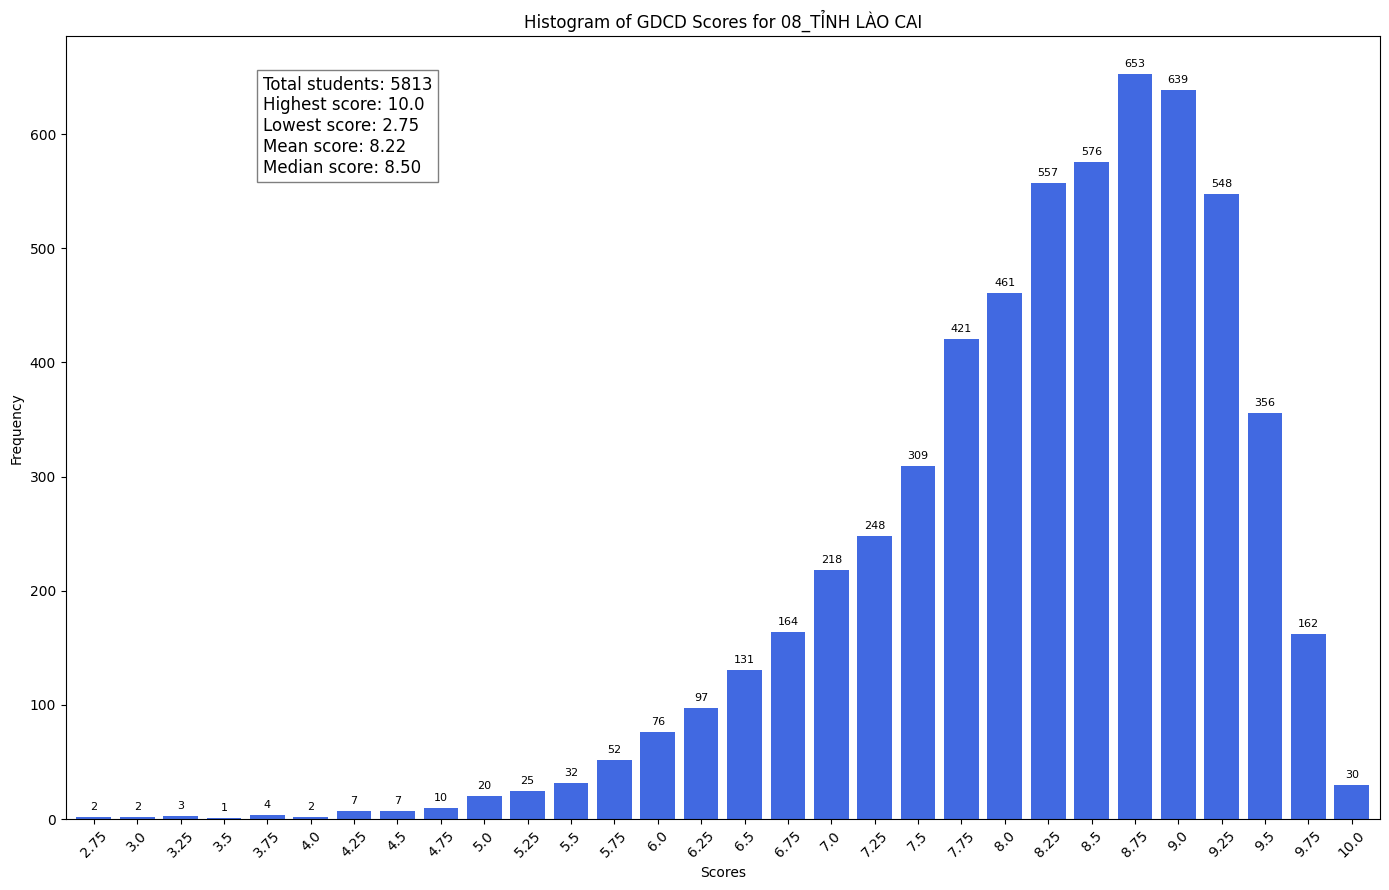 Histogram of GDCD Scores for 08_TỈNH LÀO CAI
Total students: 5813
Highest score: 10.0
Lowest score: 2.75
Mean score: 8.22
Median score: 8.50
Frequency
600
500
400
300
200
100
0
2 2 3 1 4 2 7 7 10 20 25 32 52 76 97 131 164 218 248 309 421 461 557 576 653 639 548 356 162 30
2.75 3.0 3.25 3.5 3.75 4.0 4.25 4.5 4.75 5.0 5.25 5.5 5.75 6.0 6.25 6.5 6.75 7.0 7.25 7.5 7.75 8.0 8.25 8.5 8.75 9.0 9.25 9.5 9.75 10.0
Scores